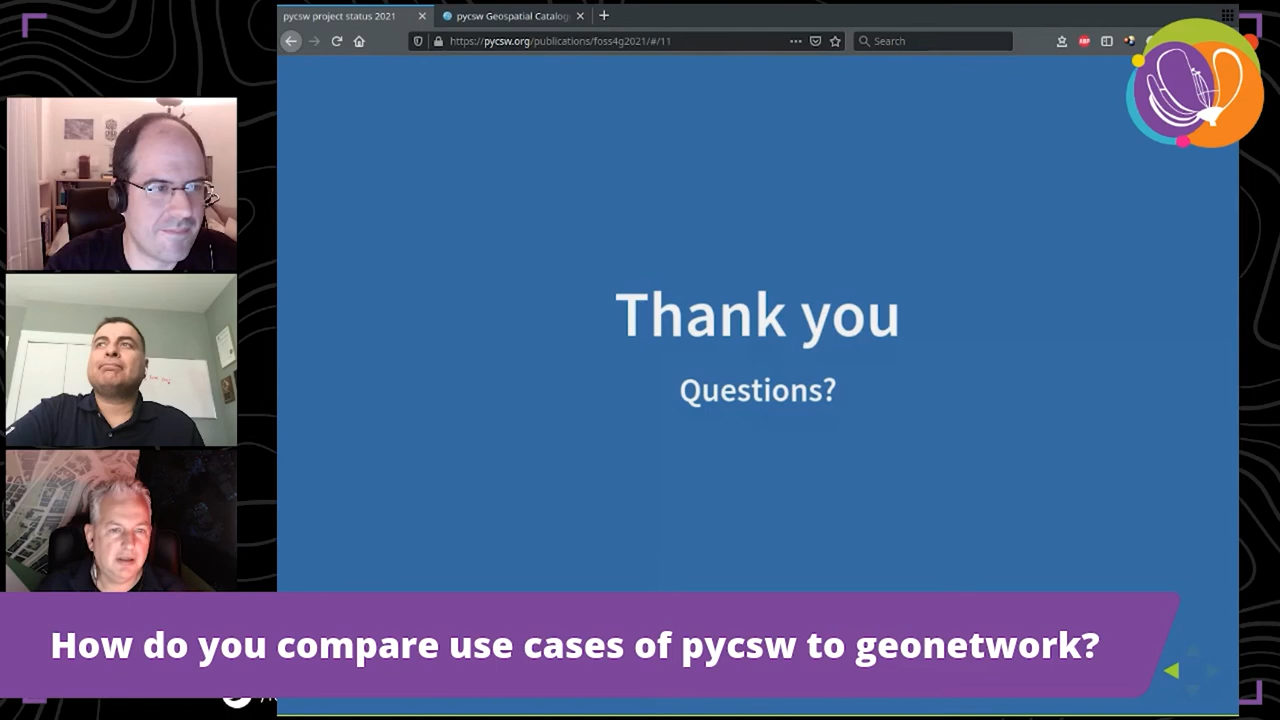 pycsw project status 2021
pycsw Geospatial Catalog
https://pycsw.org/publications/foss4g2021/#/11
Search
ABP
Thank you
Questions?
How do you compare use cases of pycsw to geonetwork?